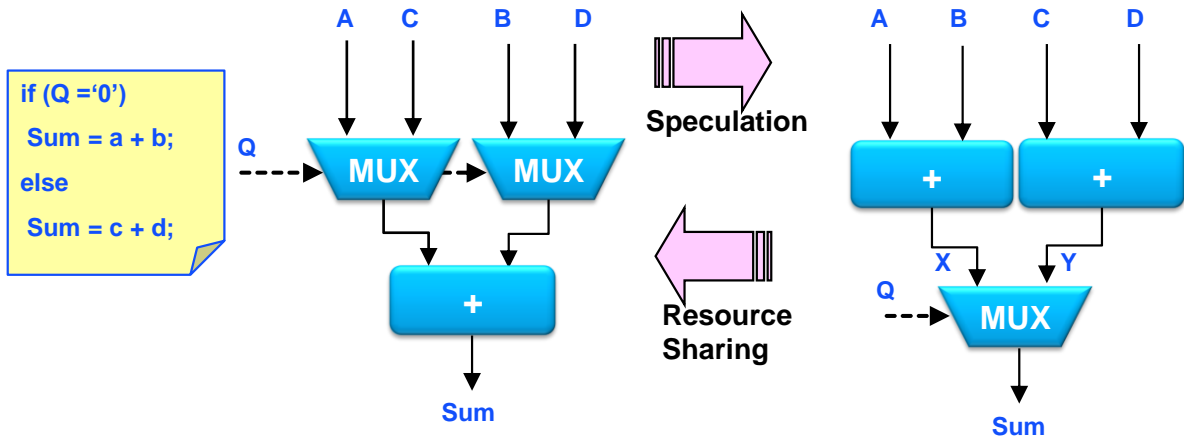 A C B D
if (Q =‘0’)
Sum = a + b;
else
Sum = c + d;
Q
MUX MUX
+
Sum
Speculation
Resource
Sharing
A B C D
+ +
X Y
Q
MUX
Sum